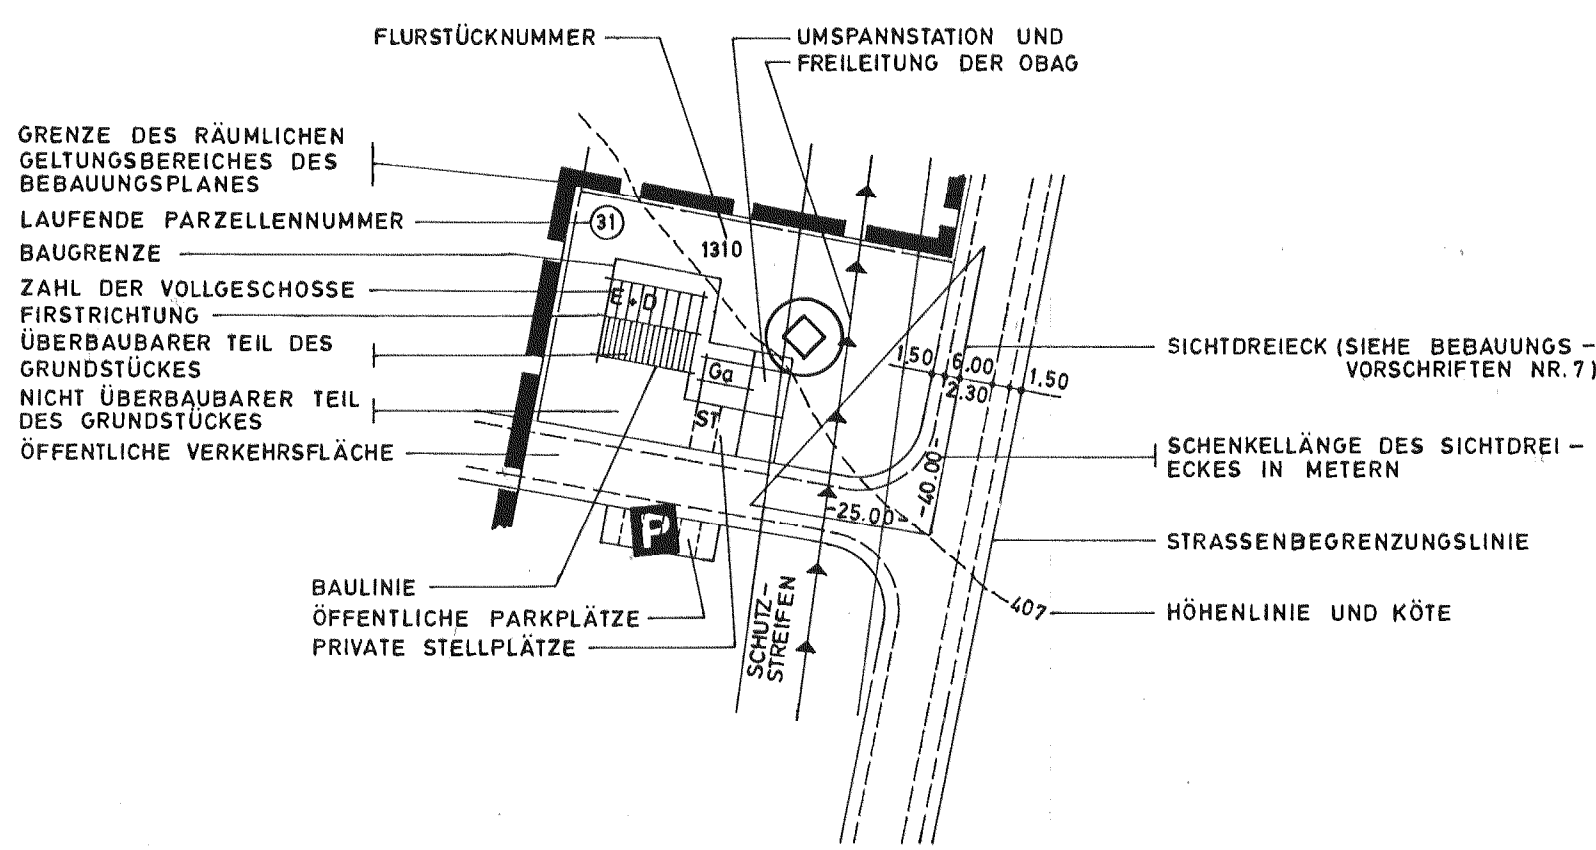 FLURSTÜCKNUMMER
UMSPANNSTATION UND
FREILEITUNG DER OBAG
GRENZE DES RÄUMLICHEN
GELTUNGSBEREICHES DES
BEBAUUNGSPLANES
LAUFENDE PARZELLENNUMMER
BAUGRENZE
ZAHL DER VOLLGESCHOSSE
FIRSTRICHTUNG
ÜBERBAUBARER TEIL DES
GRUNDSTÜCKES
NICHT ÜBERBAUBARER TEIL
DES GRUNDSTÜCKES
ÖFFENTLICHE VERKEHRSFLÄCHE
31
1310
E + D
Ga
ST
1.50
6.00
2.30
1.50
-40.00-
-25.00-
P
SCHUTZ-
STREIFEN
407
SICHTDREIECK (SIEHE BEBAUUNGS-
VORSCHRIFTEN NR. 7)
SCHENKELLÄNGE DES SICHTDREI-
ECKES IN METERN
STRASSENBEGRENZUNGSLINIE
HÖHENLINIE UND KÖTE
BAULINIE
ÖFFENTLICHE PARKPLÄTZE
PRIVATE STELLPLÄTZE